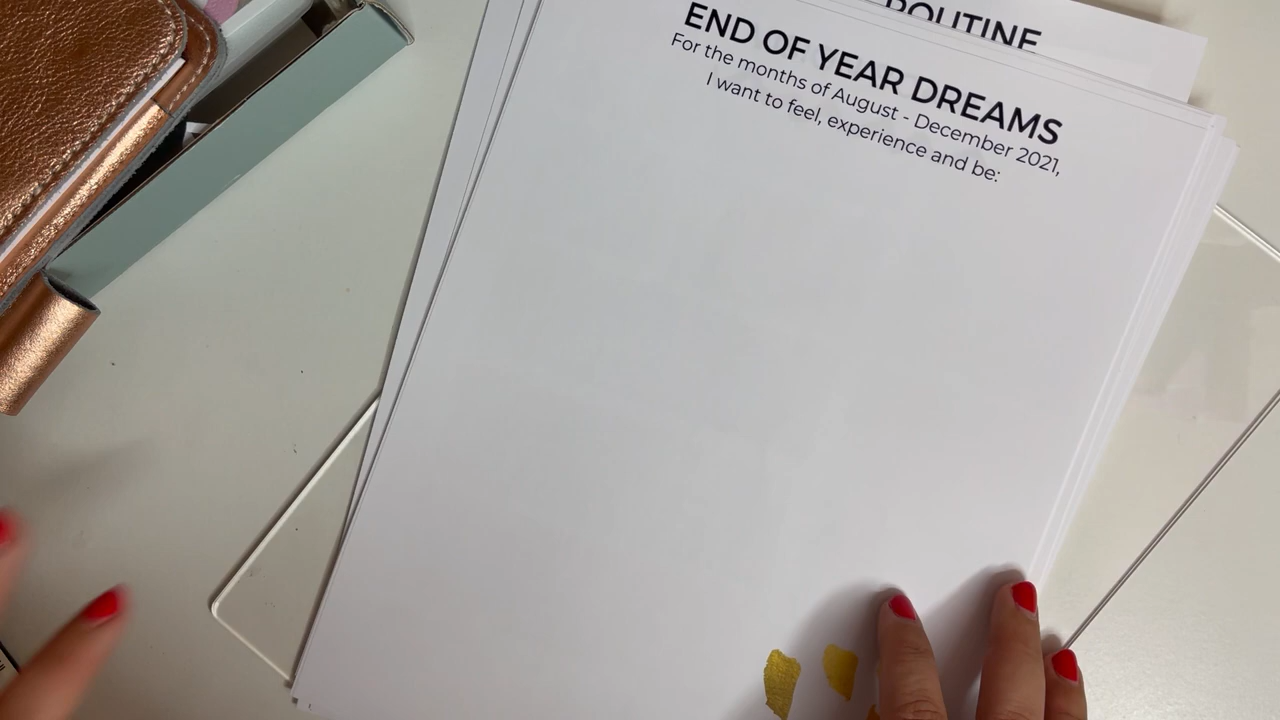 ROUTINE
END OF YEAR DREAMS
For the months of August - December 2021,
I want to feel, experience and be: